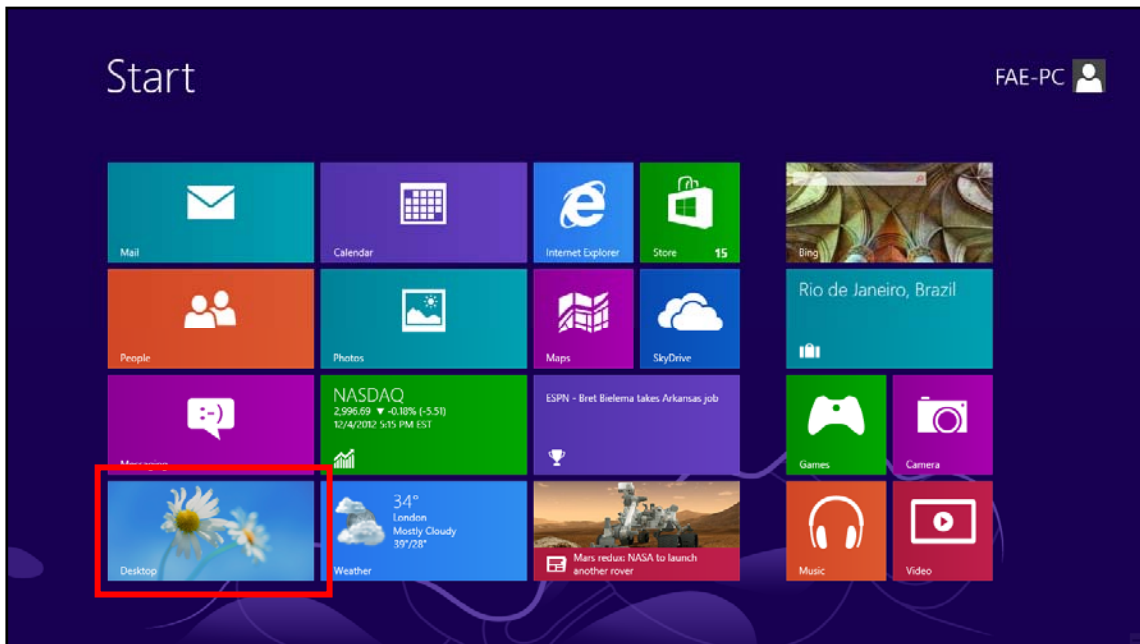 Start
FAE-PC
Mail
Calendar
Internet Explorer
Store 15
Bing
People
Photos
Maps
SkyDrive
Rio de Janeiro, Brazil
Messaging
NASDAQ
2,996.69 ▼ -0.18% (-5.51)
12/4/2012 5:15 PM EST
ESPN - Bret Bielema takes Arkansas job
Games
Camera
Desktop
34°
London
Mostly Cloudy
39°/28°
Weather
Mars redux: NASA to launch
another rover
Music
Video